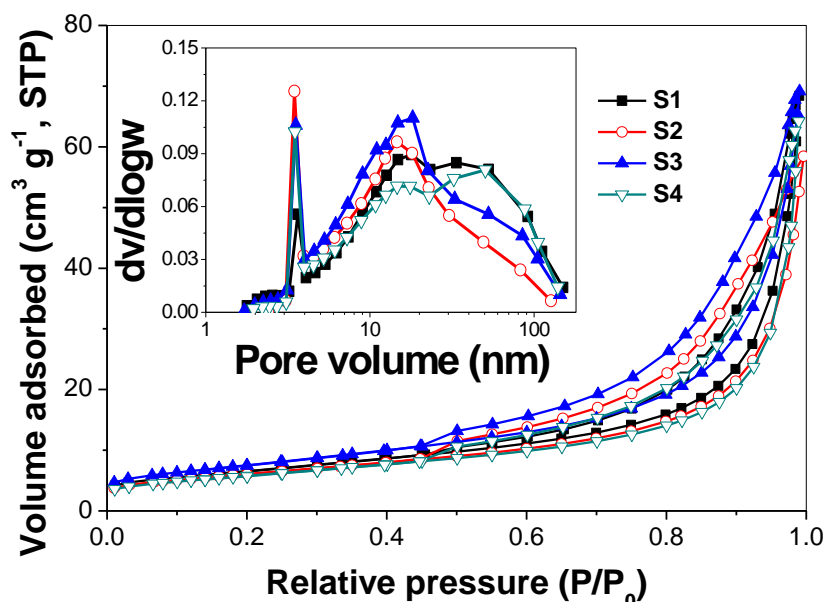 80
60
40
20
0
0.0 0.2 0.4 0.6 0.8 1.0
Volume adsorbed (cm³ g⁻¹, STP)
Relative pressure (P/P₀)
0.15
0.12
0.09
0.06
0.03
0.00
1 10 100
dv/dlogw
Pore volume (nm)
S1
S2
S3
S4